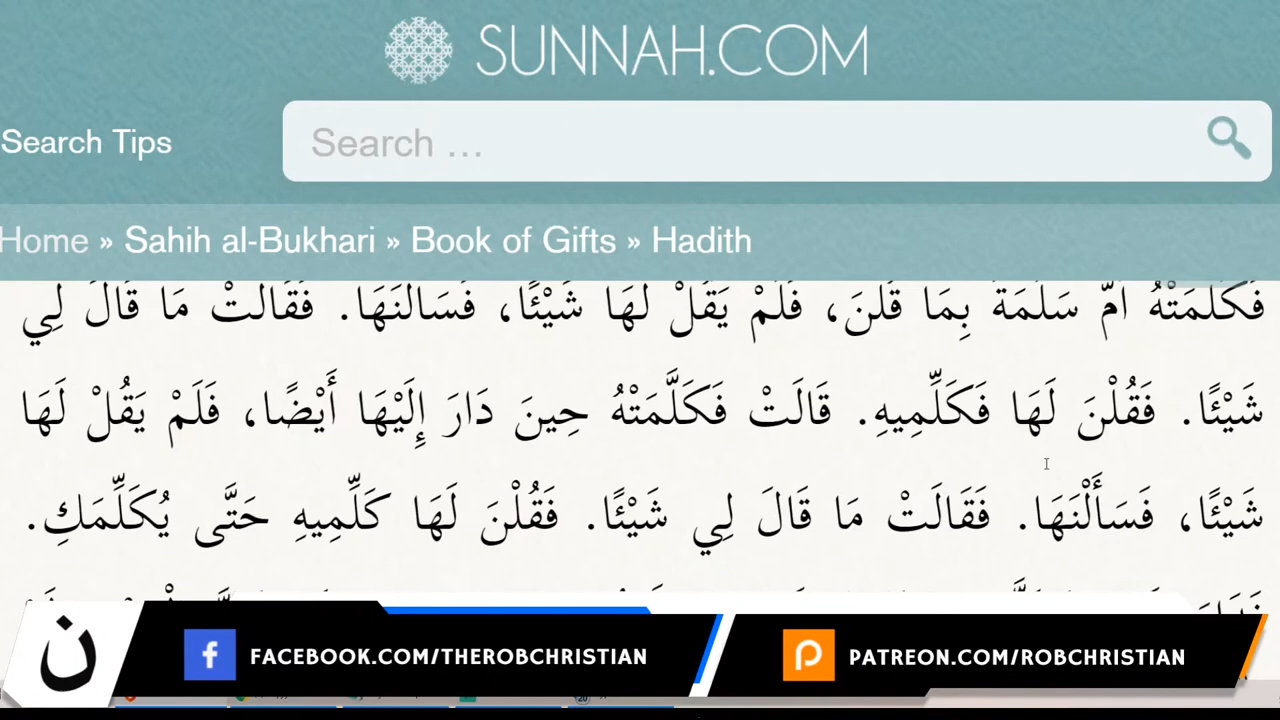 SUNNAH.COM
Search Tips
Search ...
Home » Sahih al-Bukhari » Book of Gifts » Hadith
فَكَلَّمَتْهُ أُمُّ سَلَمَةَ بِمَا قُلْنَ، فَلَمْ يَقُلْ لَهَا شَيْئًا، فَسَأَلْنَهَا. فَقَالَتْ مَا قَالَ لِي
شَيْئًا. فَقُلْنَ لَهَا فَكَلِّمِيهِ. قَالَتْ فَكَلَّمَتْهُ حِينَ دَارَ إِلَيْهَا أَيْضًا، فَلَمْ يَقُلْ لَهَا
شَيْئًا، فَسَأَلْنَهَا. فَقَالَتْ مَا قَالَ لِي شَيْئًا. فَقُلْنَ لَهَا كَلِّمِيهِ حَتَّى يُكَلِّمَكِ.
ن
FACEBOOK.COM/THEROBCHRISTIAN
PATREON.COM/ROBCHRISTIAN